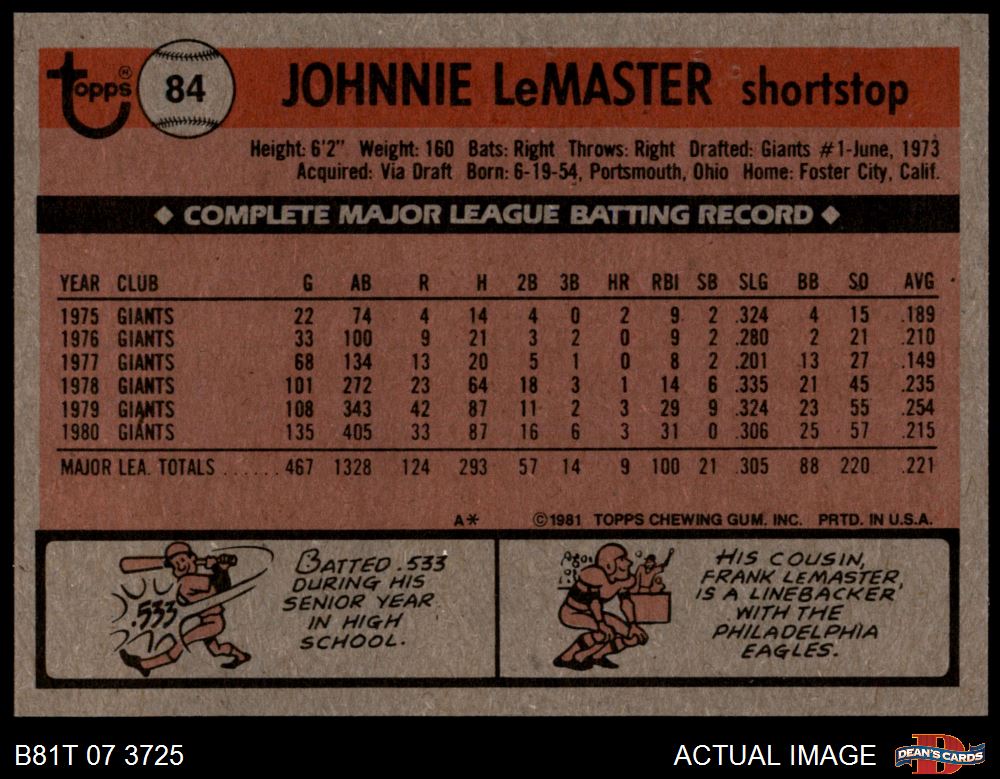 topps® 84 JOHNNIE LeMASTER shortstop
Height: 6'2" Weight: 160 Bats: Right Throws: Right Drafted: Giants #1-June, 1973
Acquired: Via Draft Born: 6-19-54, Portsmouth, Ohio Home: Foster City, Calif.
◆ COMPLETE MAJOR LEAGUE BATTING RECORD ◆
YEAR CLUB G AB R H 2B 3B HR RBI SB SLG BB SO AVG
1975 GIANTS 22 74 4 14 4 0 2 9 2 .324 4 15 .189
1976 GIANTS 33 100 9 21 3 2 0 9 2 .280 2 21 .210
1977 GIANTS 68 134 13 20 5 1 0 8 2 .201 13 27 .149
1978 GIANTS 101 272 23 64 18 3 1 14 6 .335 21 45 .235
1979 GIANTS 108 343 42 87 11 2 3 29 9 .324 23 55 .254
1980 GIANTS 135 405 33 87 16 6 3 31 0 .306 25 57 .215
MAJOR LEA. TOTALS ...... 467 1328 124 293 57 14 9 100 21 .305 88 220 .221
A* ©1981 TOPPS CHEWING GUM, INC. PRTD. IN U.S.A.
.533
BATTED .533
DURING HIS
SENIOR YEAR
IN HIGH
SCHOOL.
HIS COUSIN,
FRANK LEMASTER,
IS A LINEBACKER
WITH THE
PHILADELPHIA
EAGLES.
B81T 07 3725 ACTUAL IMAGE DEAN'S CARDS